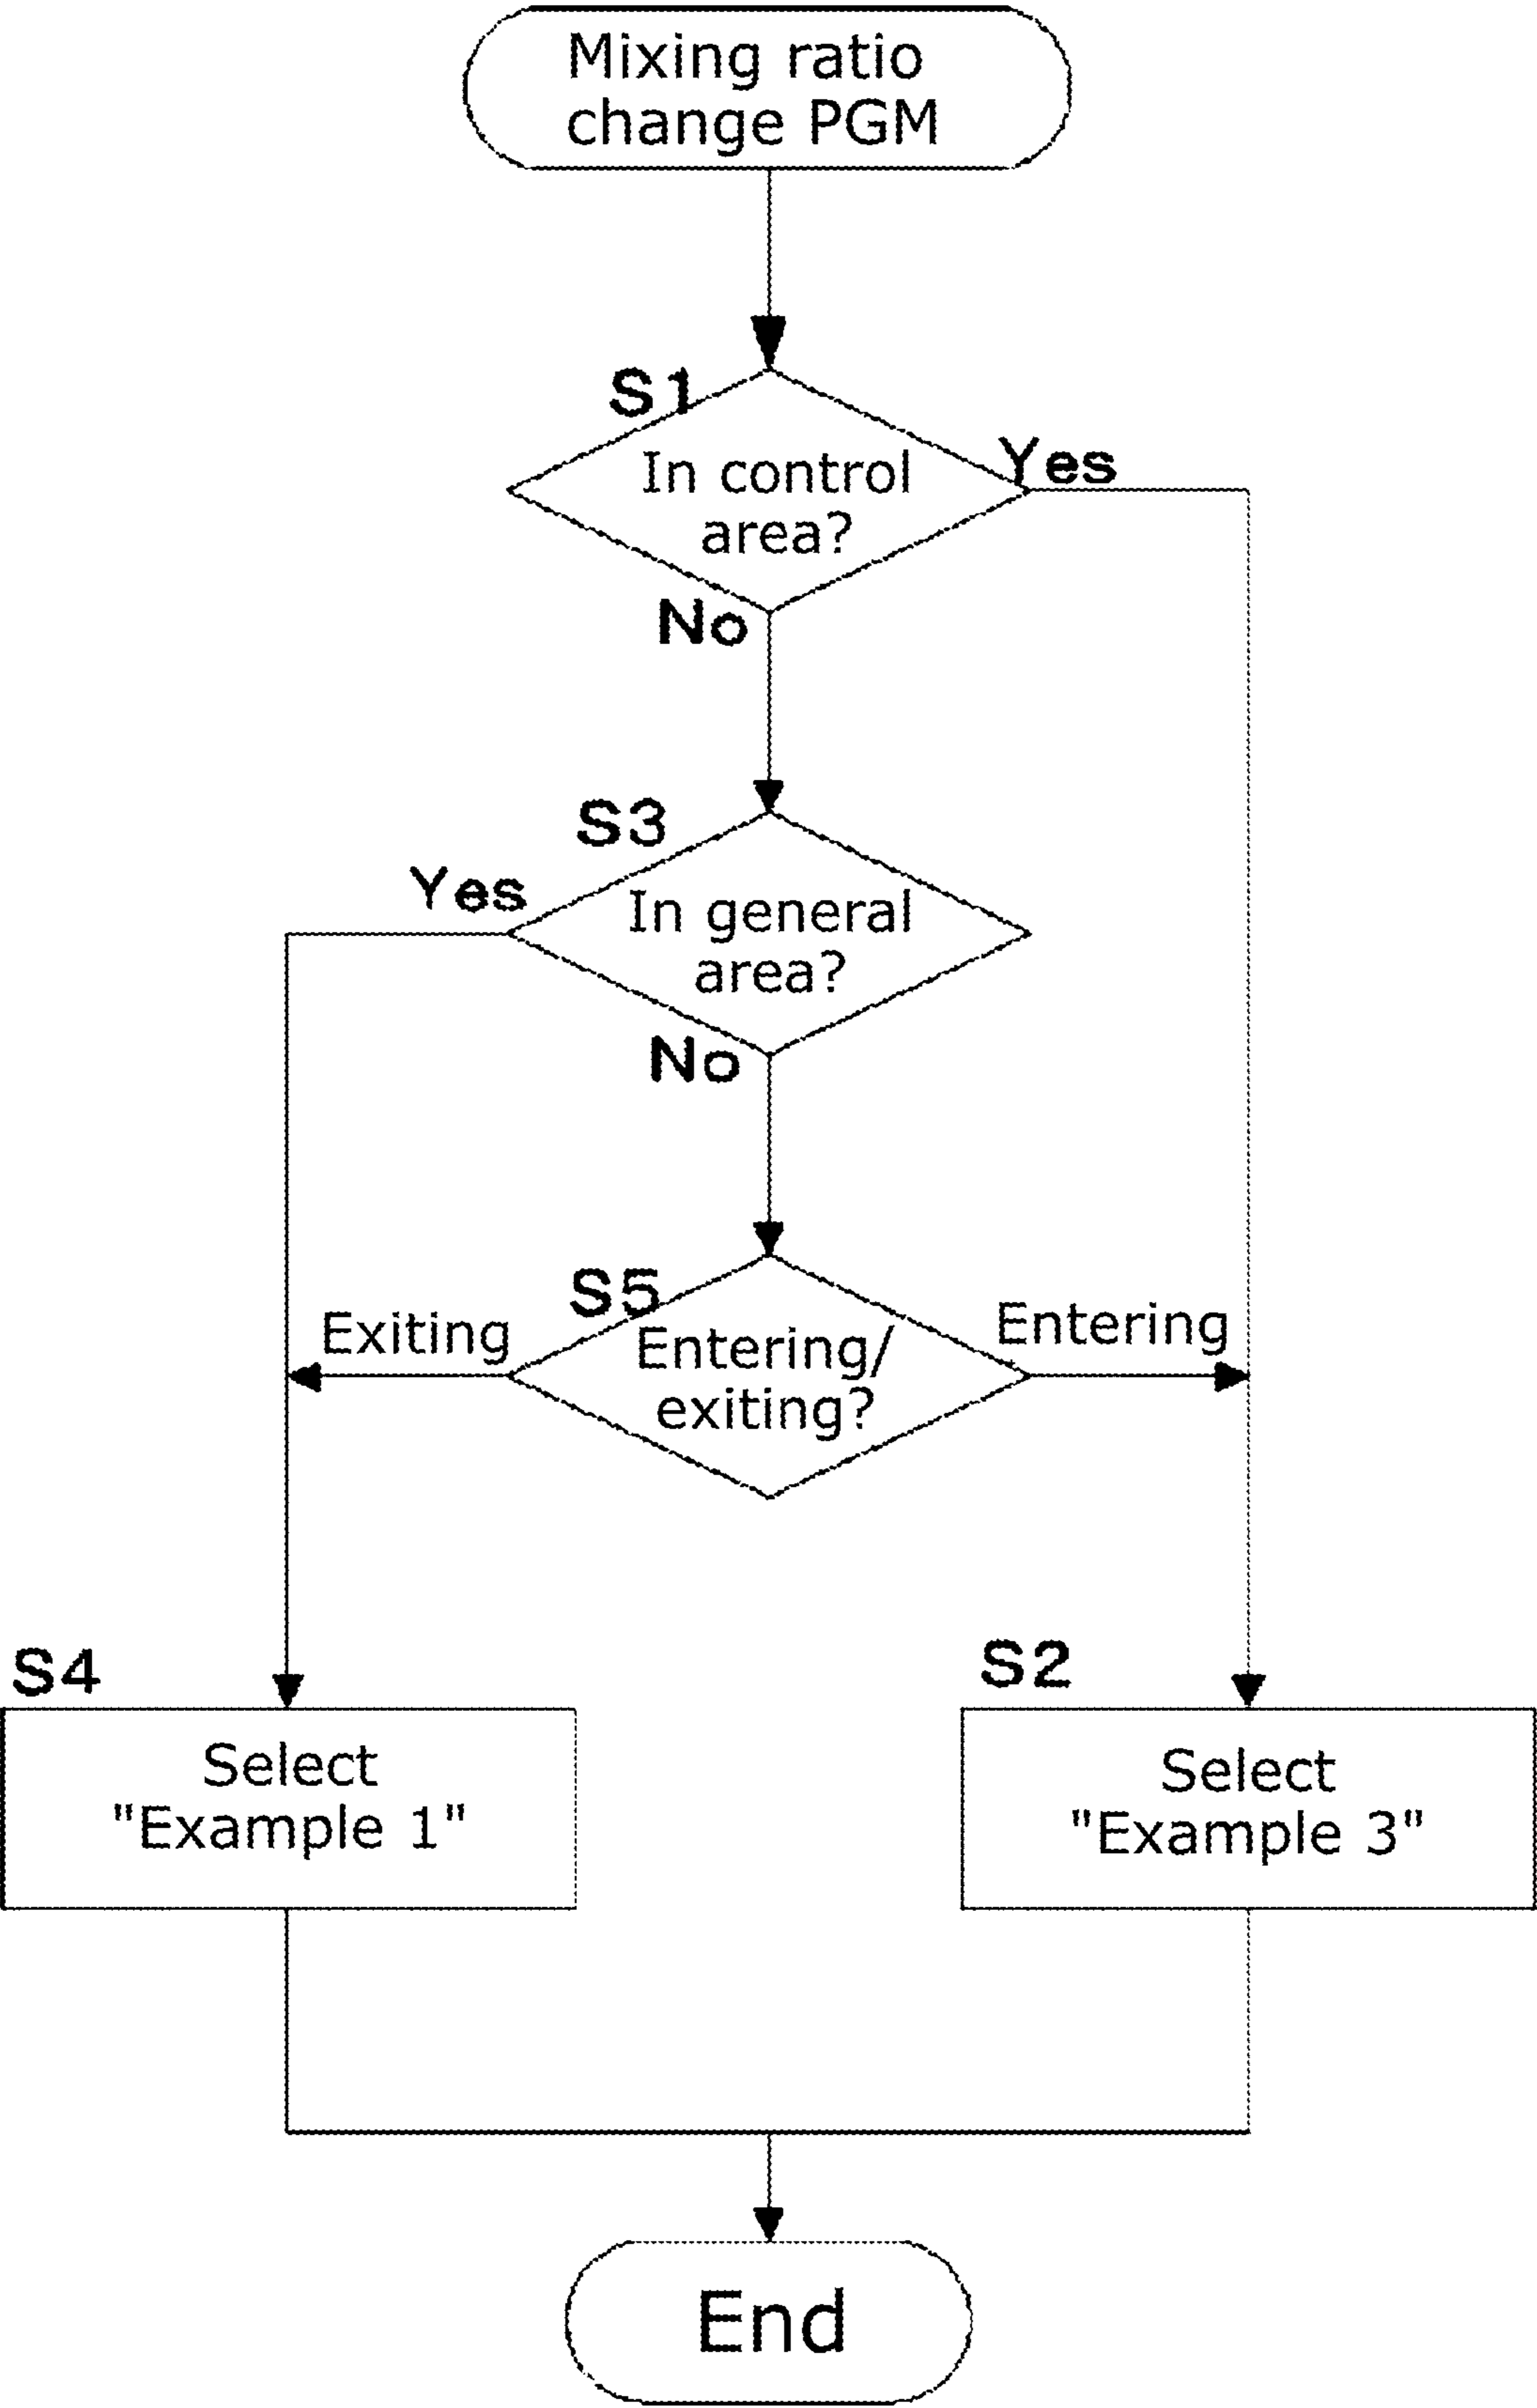 Mixing ratio
change PGM
S1
In control
area?
Yes
No
S3
Yes
In general
area?
No
S5
Exiting
Entering/
exiting?
Entering
S4
Select
"Example 1"
S2
Select
"Example 3"
End